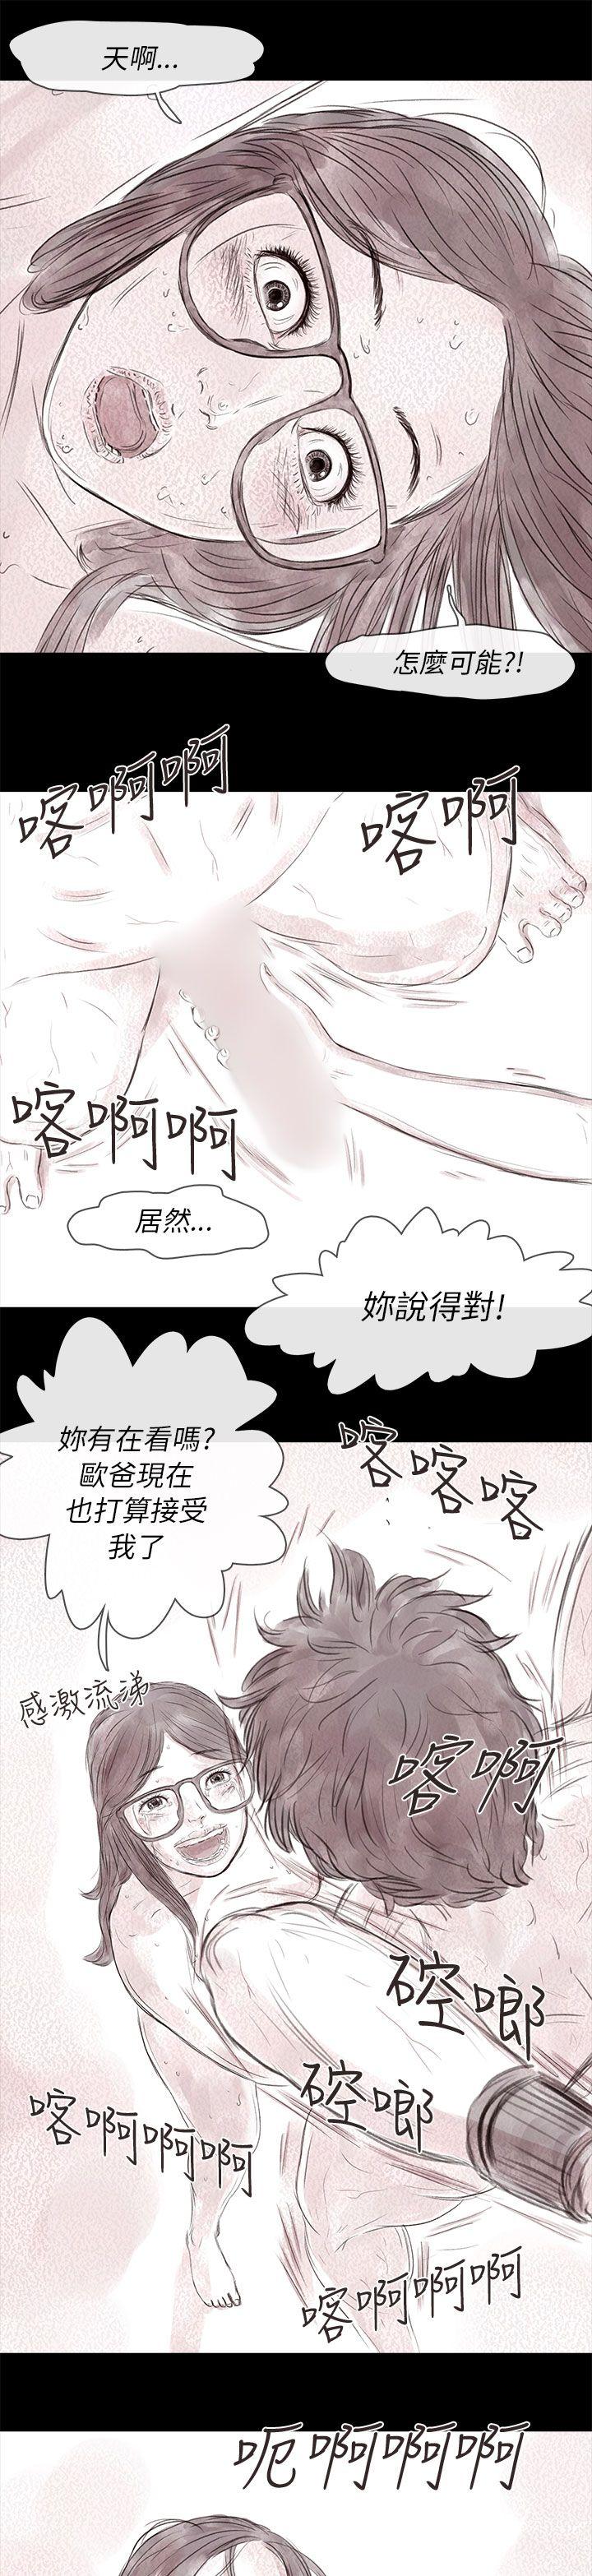 天啊...
怎麼可能?!
喀啊啊
喀啊
喀啊啊
居然...
妳說得對!
妳有在看嗎?
歐爸現在
也打算接受
我了
喀喀喀
感激流涕
喀啊
硿啷
硿啷
喀啊啊啊
喀啊啊啊
呃啊啊啊